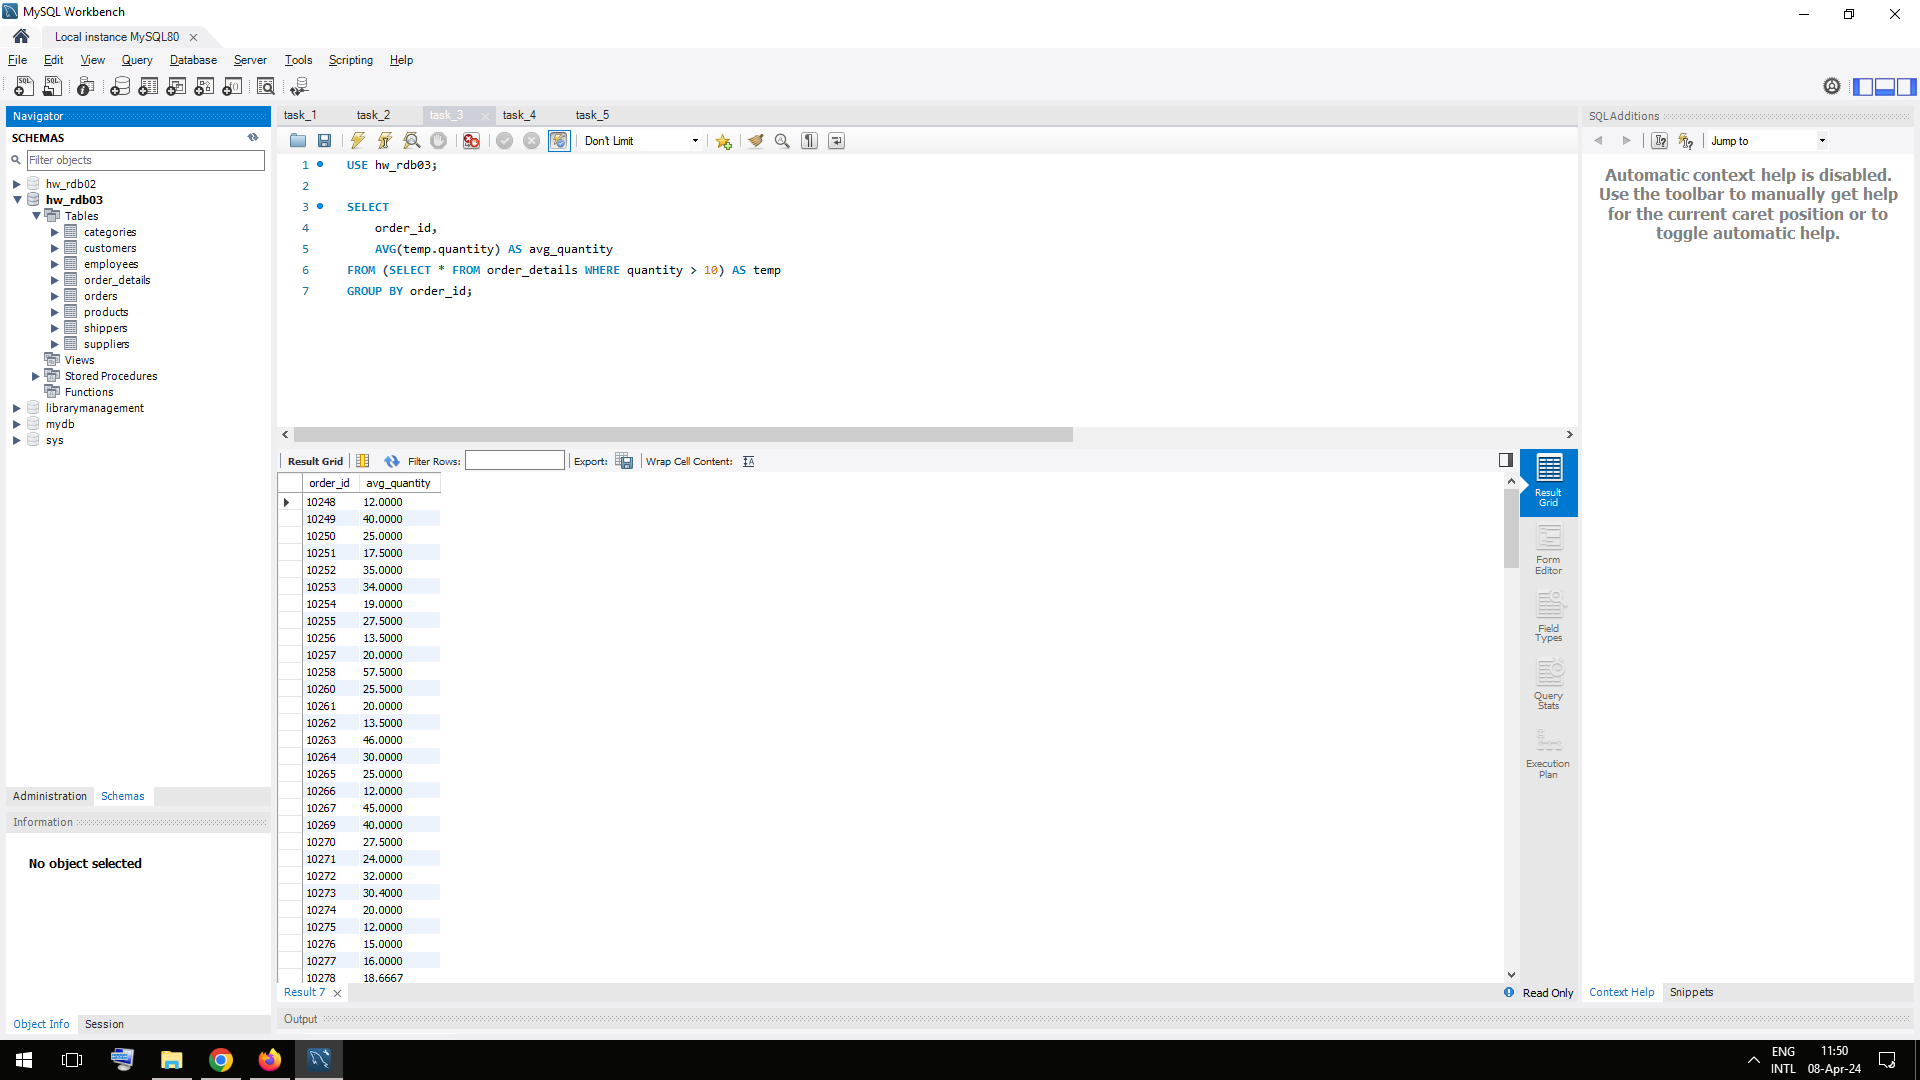 MySQL Workbench
Local instance MySQL80
File Edit View Query Database Server Tools Scripting Help
Navigator
SCHEMAS
Filter objects
hw_rdb02
hw_rdb03
Tables
categories
customers
employees
order_details
orders
products
shippers
suppliers
Views
Stored Procedures
Functions
librarymanagement
mydb
sys
Administration Schemas
Information
No object selected
Object Info Session
task_1 task_2 task_3 task_4 task_5
Don't Limit
1 USE hw_rdb03;
2
3 SELECT
4 order_id,
5 AVG(temp.quantity) AS avg_quantity
6 FROM (SELECT * FROM order_details WHERE quantity > 10) AS temp
7 GROUP BY order_id;
Result Grid Filter Rows: Export: Wrap Cell Content:
order_id avg_quantity
10248 12.0000
10249 40.0000
10250 25.0000
10251 17.5000
10252 35.0000
10253 34.0000
10254 19.0000
10255 27.5000
10256 13.5000
10257 20.0000
10258 57.5000
10260 25.5000
10261 20.0000
10262 13.5000
10263 46.0000
10264 30.0000
10265 25.0000
10266 12.0000
10267 45.0000
10269 40.0000
10270 27.5000
10271 24.0000
10272 32.0000
10273 30.4000
10274 20.0000
10275 12.0000
10276 15.0000
10277 16.0000
10278 18.6667
Result
Grid
Form
Editor
Field
Types
Query
Stats
Execution
Plan
Result 7
Read Only
Output
SQLAdditions
Jump to
Automatic context help is disabled.
Use the toolbar to manually get help
for the current caret position or to
toggle automatic help.
Context Help Snippets
ENG
INTL
11:50
08-Apr-24